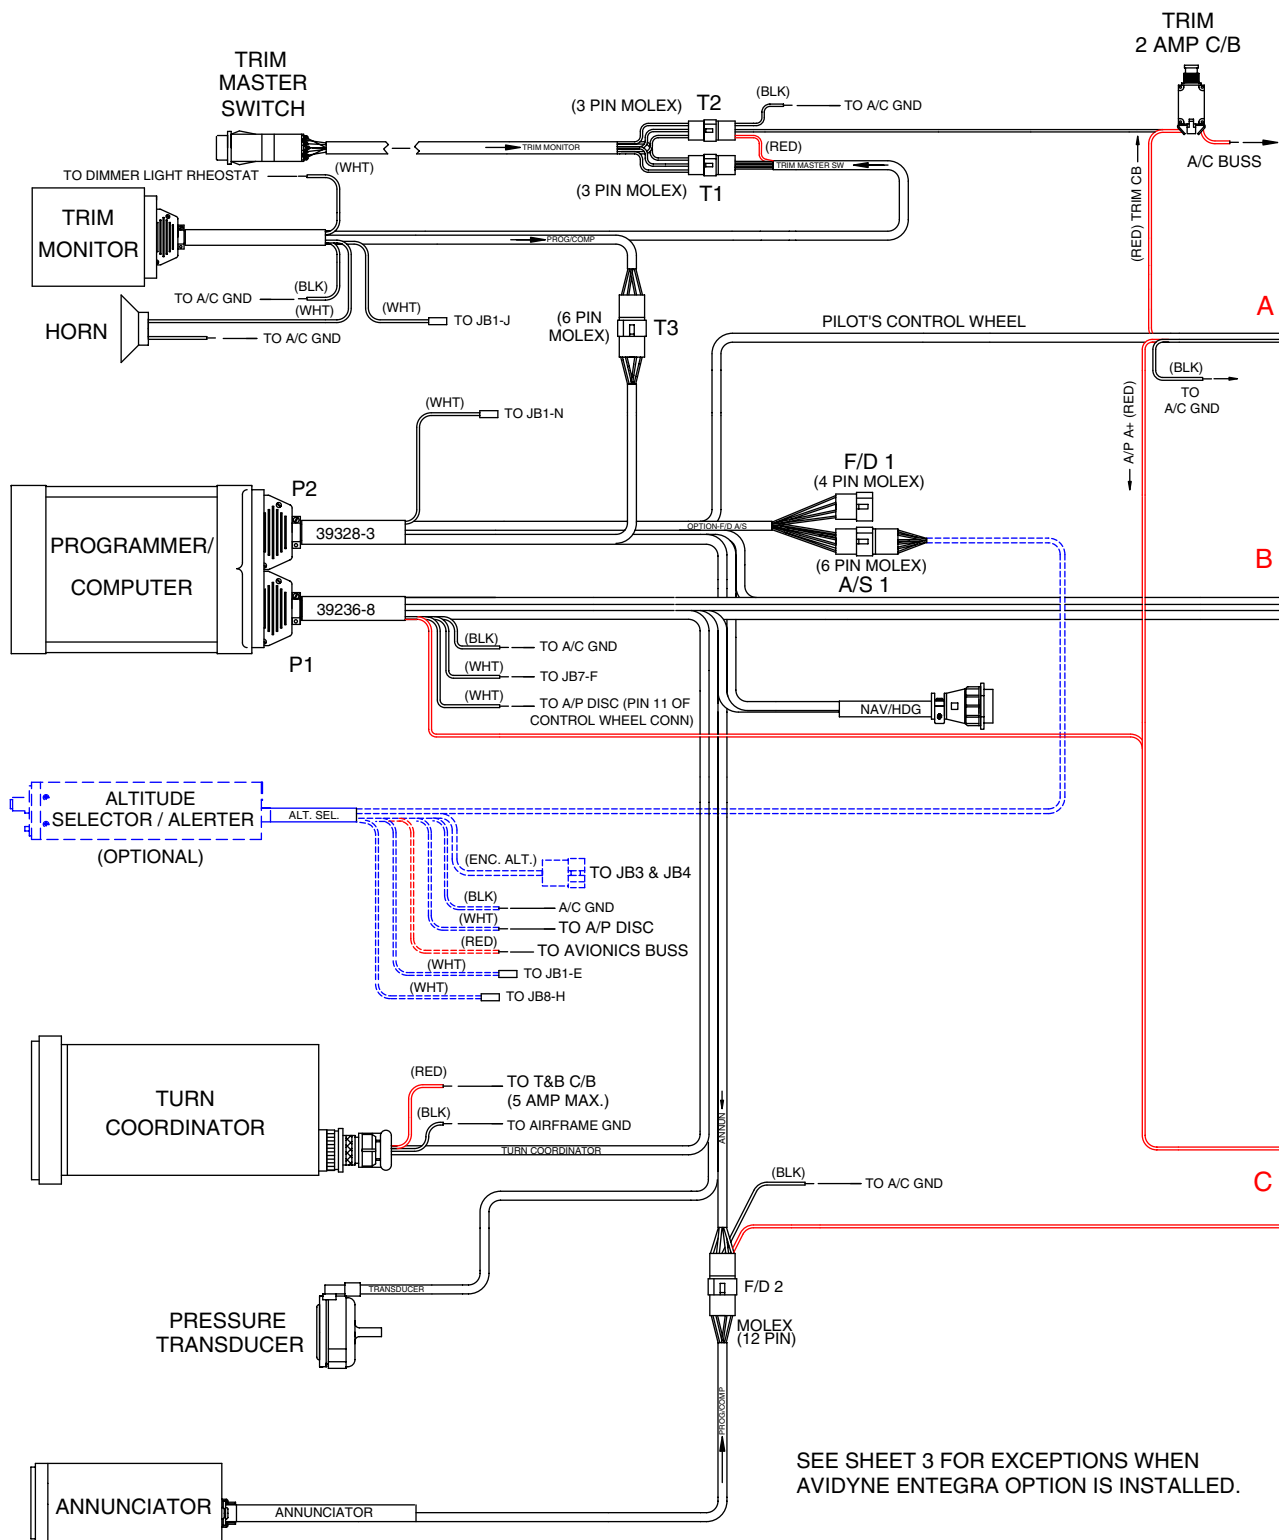 TRIM
2 AMP C/B
TRIM
MASTER
SWITCH
(3 PIN MOLEX)
T2
(BLK)
TO A/C GND
TRIM MONITOR
(RED)
TRIM MASTER SW
(WHT)
TO DIMMER LIGHT RHEOSTAT
(3 PIN MOLEX)
T1
A/C BUSS
(RED) TRIM CB
TRIM
MONITOR
PROG/COMP
TO A/C GND
(BLK)
(WHT)
(WHT)
TO JB1-J
HORN
TO A/C GND
(6 PIN
MOLEX)
T3
PILOT'S CONTROL WHEEL
A
(BLK)
TO
A/C GND
(WHT)
TO JB1-N
A/P A+ (RED)
F/D 1
(4 PIN MOLEX)
P2
39328-3
OPTION-F/D A/S
PROGRAMMER/
COMPUTER
(6 PIN MOLEX)
A/S 1
B
39236-8
P1
(BLK)
TO A/C GND
(WHT)
TO JB7-F
(WHT)
TO A/P DISC (PIN 11 OF
CONTROL WHEEL CONN)
NAV/HDG
ALTITUDE
SELECTOR / ALERTER
ALT. SEL.
(OPTIONAL)
(ENC. ALT.)
TO JB3 & JB4
(BLK)
A/C GND
(WHT)
TO A/P DISC
(RED)
TO AVIONICS BUSS
(WHT)
TO JB1-E
(WHT)
TO JB8-H
(RED)
TO T&B C/B
(5 AMP MAX.)
TURN
COORDINATOR
(BLK)
TO AIRFRAME GND
TURN COORDINATOR
ANNUN
(BLK)
TO A/C GND
C
TRANSDUCER
F/D 2
PRESSURE
TRANSDUCER
MOLEX
(12 PIN)
PROG/COMP
SEE SHEET 3 FOR EXCEPTIONS WHEN
AVIDYNE ENTEGRA OPTION IS INSTALLED.
ANNUNCIATOR
ANNUNCIATOR